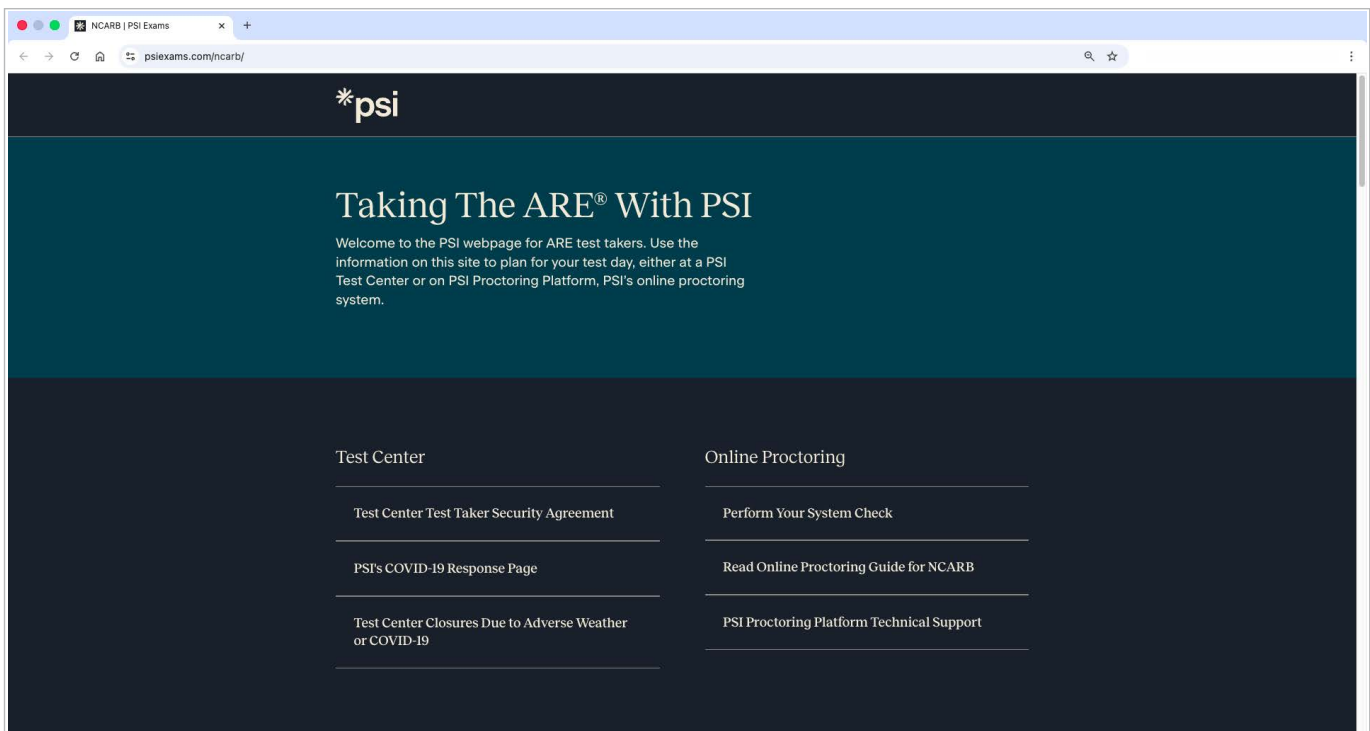 NCARB | PSI Exams
psiexams.com/ncarb/
*psi
Taking The ARE® With PSI
Welcome to the PSI webpage for ARE test takers. Use the
information on this site to plan for your test day, either at a PSI
Test Center or on PSI Proctoring Platform, PSI's online proctoring
system.
Test Center
Test Center Test Taker Security Agreement
PSI's COVID-19 Response Page
Test Center Closures Due to Adverse Weather
or COVID-19
Online Proctoring
Perform Your System Check
Read Online Proctoring Guide for NCARB
PSI Proctoring Platform Technical Support